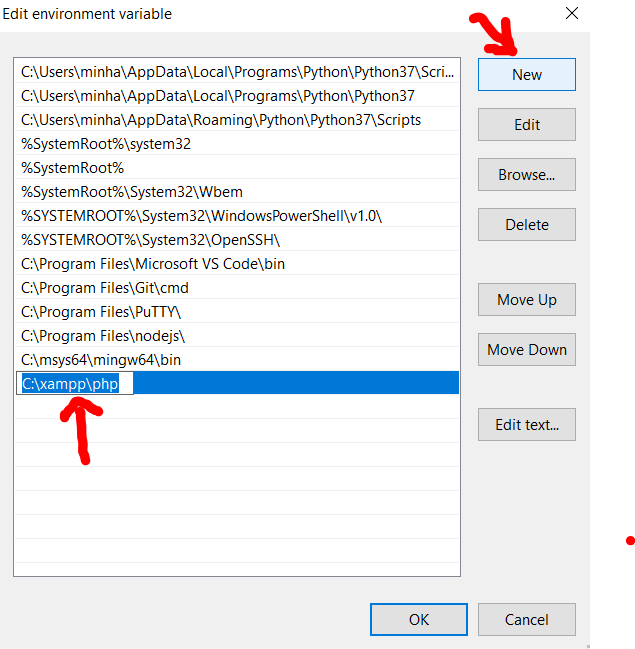 Edit environment variable
C:\Users\minha\AppData\Local\Programs\Python\Python37\Scri...
New
C:\Users\minha\AppData\Local\Programs\Python\Python37
C:\Users\minha\AppData\Roaming\Python\Python37\Scripts
Edit
%SystemRoot%\system32
%SystemRoot%
Browse...
%SystemRoot%\System32\Wbem
%SYSTEMROOT%\System32\WindowsPowerShell\v1.0\
Delete
%SYSTEMROOT%\System32\OpenSSH\
C:\Program Files\Microsoft VS Code\bin
C:\Program Files\Git\cmd
Move Up
C:\Program Files\PuTTY\
C:\Program Files\nodejs\
Move Down
C:\msys64\mingw64\bin
C:\xampp\php
Edit text...
OK
Cancel